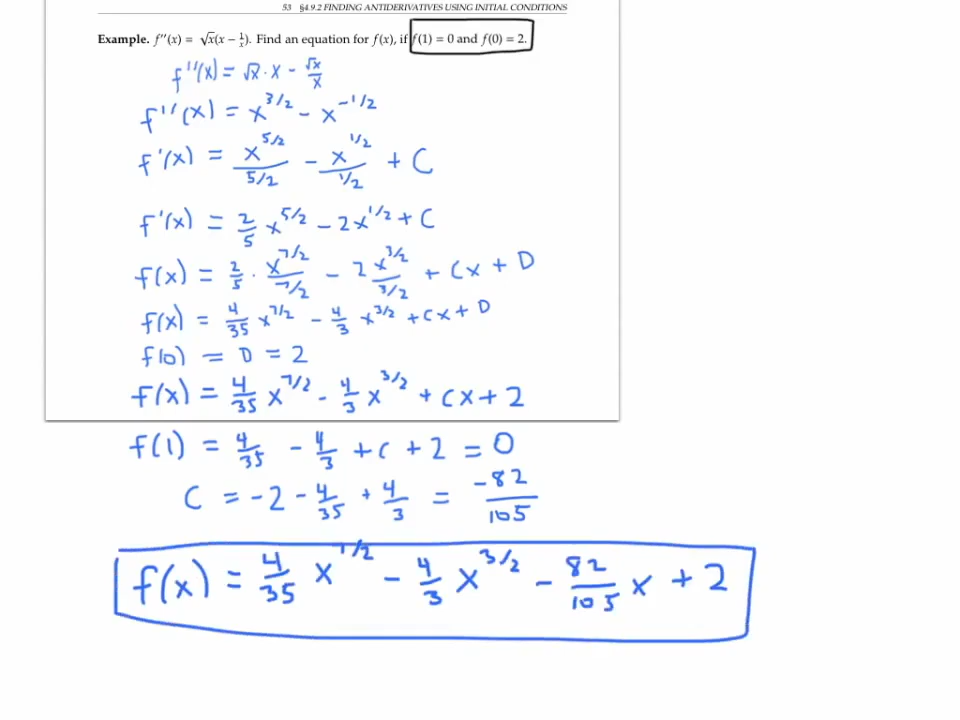 53 §4.9.2 FINDING ANTIDERIVATIVES USING INITIAL CONDITIONS
Example. f''(x) = √x(x − 1/x). Find an equation for f(x), if f(1) = 0 and f(0) = 2.
f''(x) = √x · x − √x/x
f''(x) = x^3/2 − x^−1/2
f'(x) = x^5/2 / 5/2 − x^1/2 / 1/2 + C
f'(x) = 2/5 x^5/2 − 2x^1/2 + C
f(x) = 2/5 · x^7/2 / 7/2 − 2 x^3/2 / 3/2 + Cx + D
f(x) = 4/35 x^7/2 − 4/3 x^3/2 + Cx + D
f(0) = D = 2
f(x) = 4/35 x^7/2 − 4/3 x^3/2 + Cx + 2
f(1) = 4/35 − 4/3 + C + 2 = 0
C = −2 − 4/35 + 4/3 = −82/105
f(x) = 4/35 x^7/2 − 4/3 x^3/2 − 82/105 x + 2